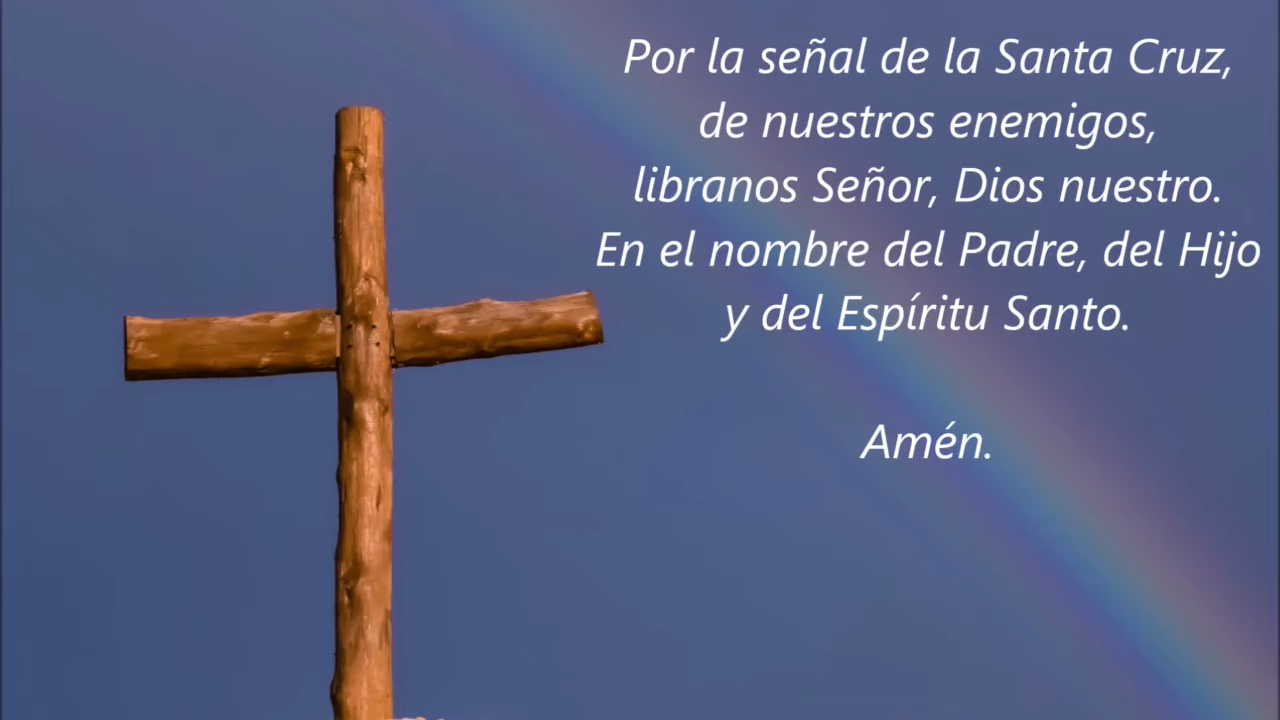 Por la señal de la Santa Cruz,
de nuestros enemigos,
libranos Señor, Dios nuestro.
En el nombre del Padre, del Hijo
y del Espíritu Santo.
Amén.